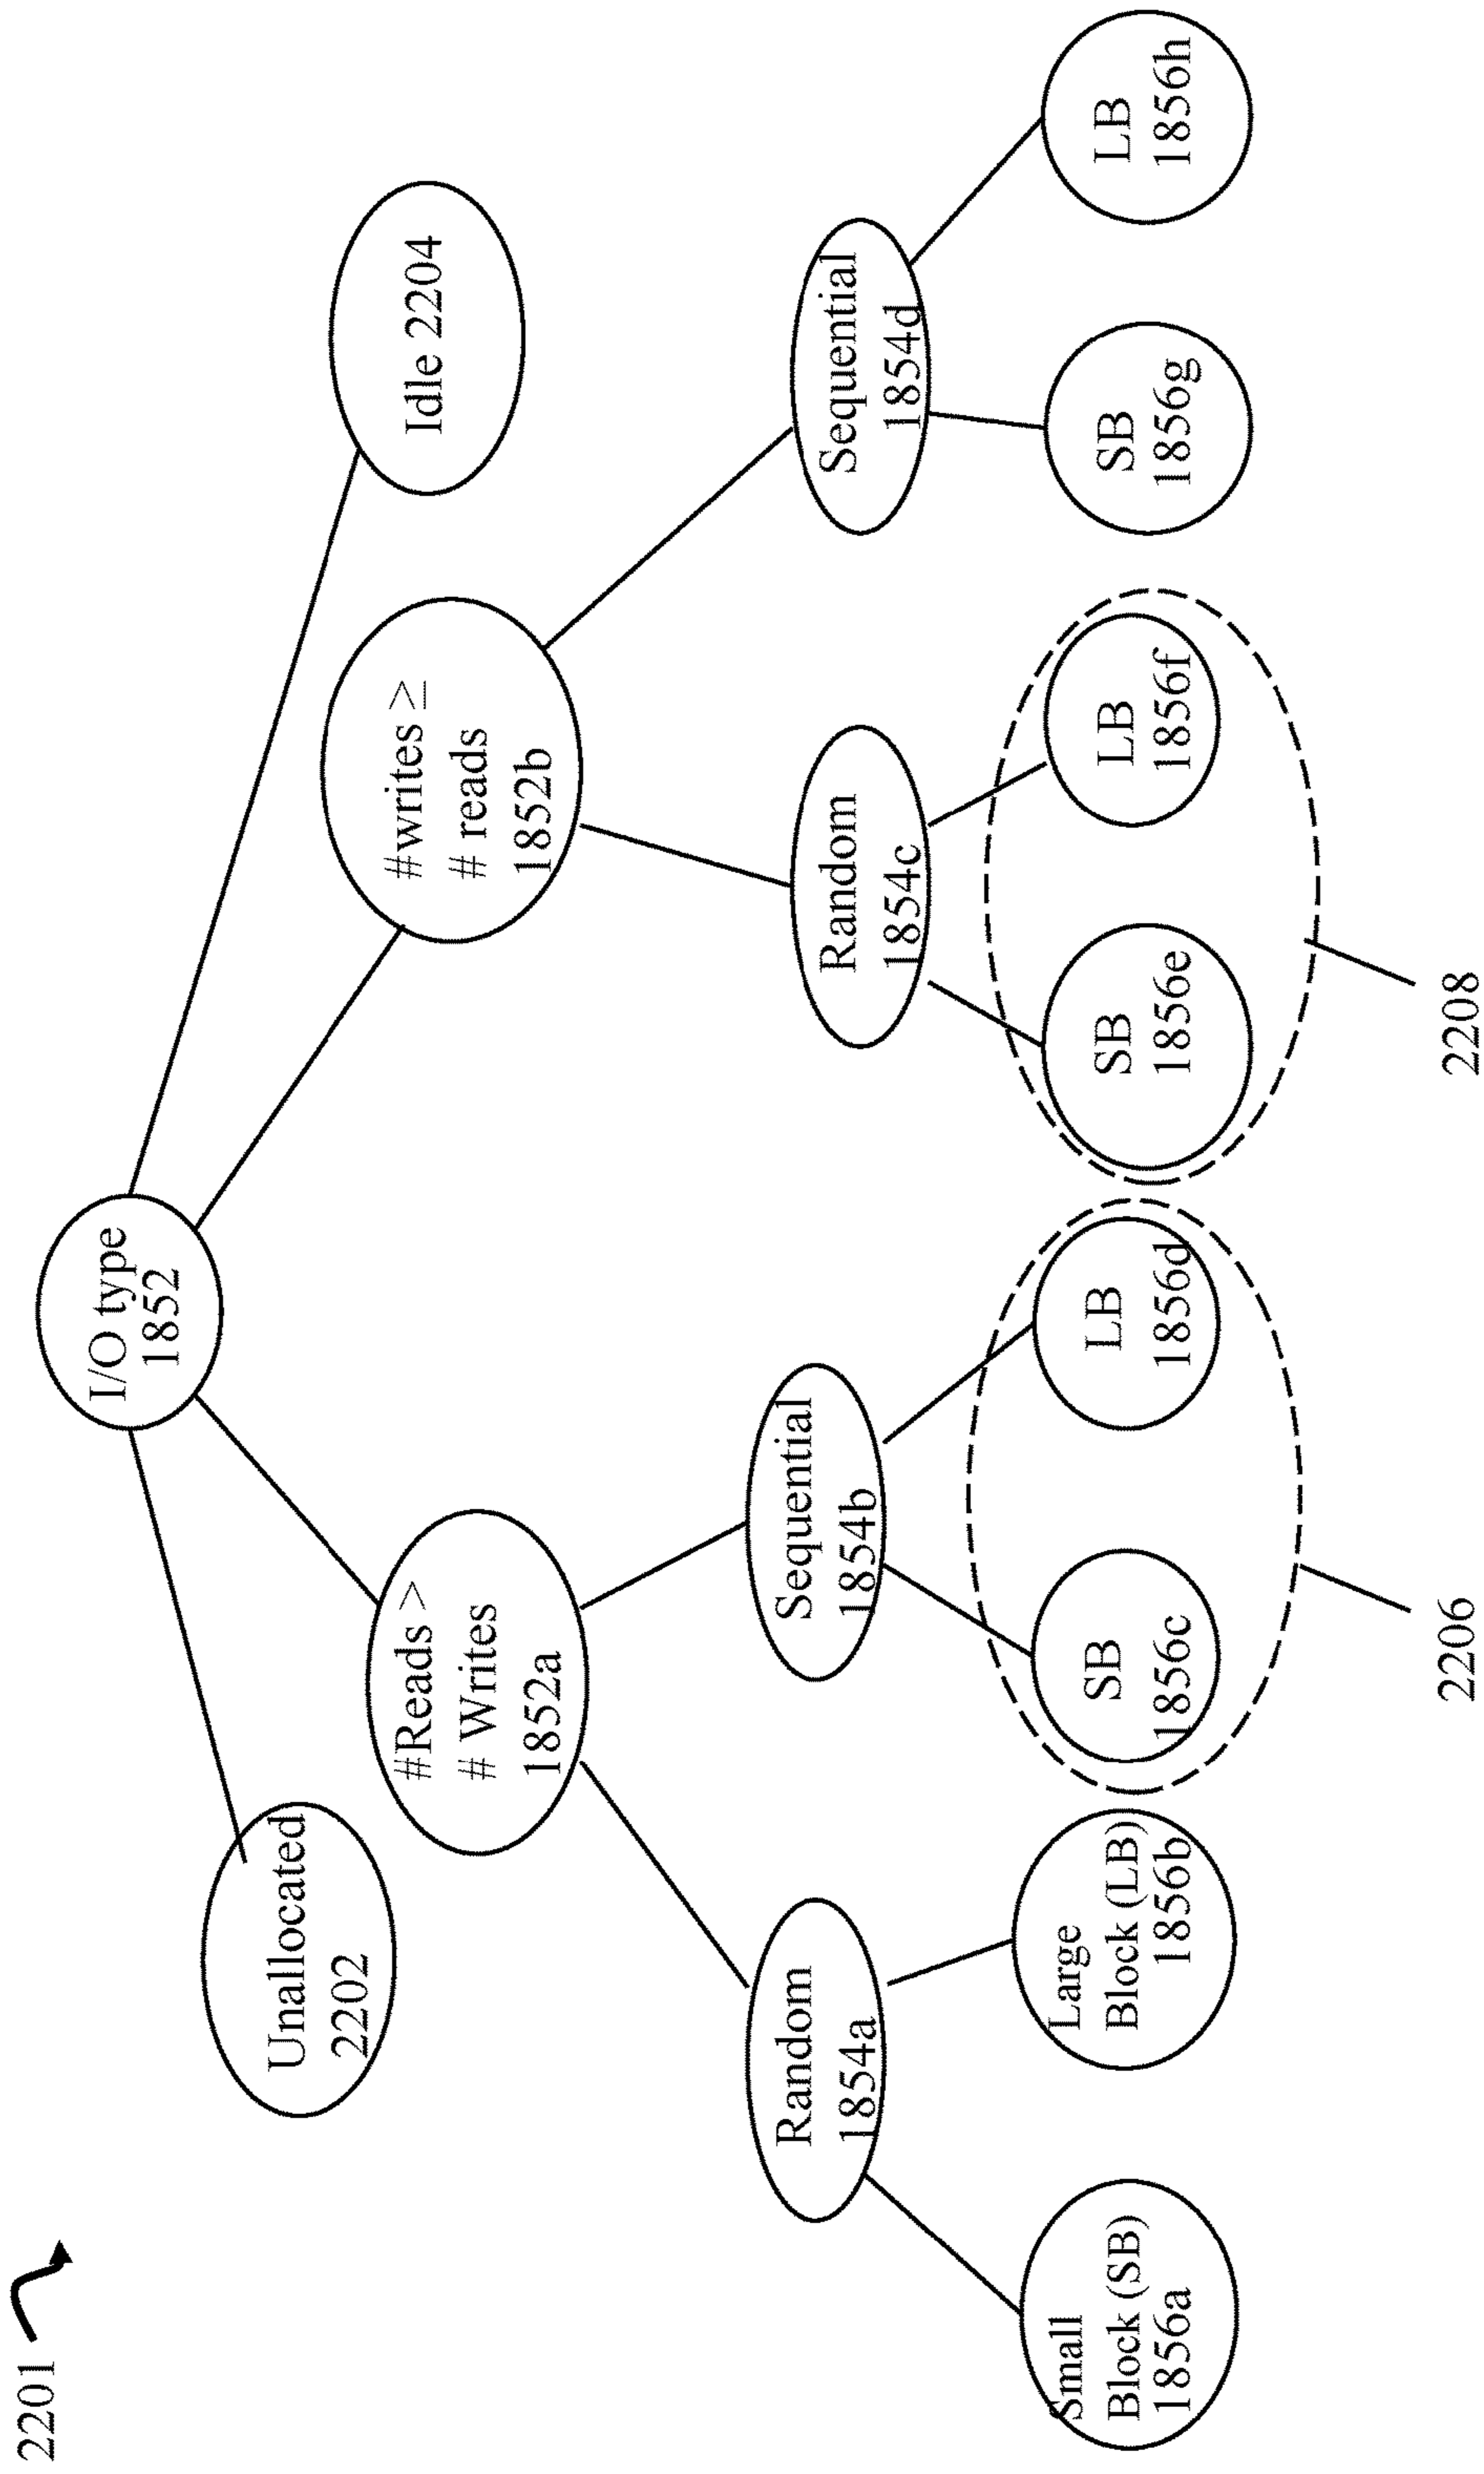 2201
I/O type
1852
Unallocated
2202
#Reads >
# Writes
1852a
#writes ≥
# reads
1852b
Idle 2204
Random
1854a
Sequential
1854b
Random
1854c
Sequential
1854d
Small
Block (SB)
1856a
Large
Block (LB)
1856b
SB
1856c
LB
1856d
SB
1856e
LB
1856f
SB
1856g
LB
1856h
2206
2208